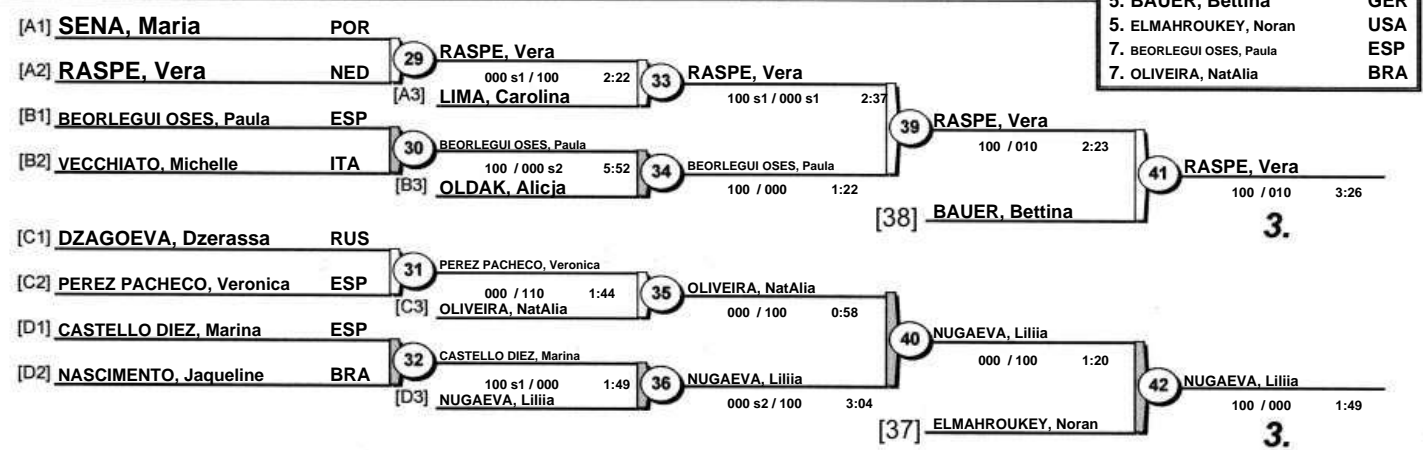 5. BAUER, Bettina GER
5. ELMAHROUKEY, Noran USA
7. BEORLEGUI OSES, Paula ESP
7. OLIVEIRA, NatAlia BRA
[A1] SENA, Maria POR
[A2] RASPE, Vera NED
29 RASPE, Vera
000 s1 / 100 2:22
[A3] LIMA, Carolina
33 RASPE, Vera
100 s1 / 000 s1 2:37
[B1] BEORLEGUI OSES, Paula ESP
[B2] VECCHIATO, Michelle ITA
30 BEORLEGUI OSES, Paula
100 / 000 s2 5:52
[B3] OLDAK, Alicja
34 BEORLEGUI OSES, Paula
100 / 000 1:22
39 RASPE, Vera
100 / 010 2:23
[38] BAUER, Bettina
41 RASPE, Vera
100 / 010 3:26
3.
[C1] DZAGOEVA, Dzerassa RUS
[C2] PEREZ PACHECO, Veronica ESP
31 PEREZ PACHECO, Veronica
000 / 110 1:44
[C3] OLIVEIRA, NatAlia
35 OLIVEIRA, NatAlia
000 / 100 0:58
[D1] CASTELLO DIEZ, Marina ESP
[D2] NASCIMENTO, Jaqueline BRA
32 CASTELLO DIEZ, Marina
100 s1 / 000 1:49
[D3] NUGAEVA, Liliia
36 NUGAEVA, Liliia
000 s2 / 100 3:04
40 NUGAEVA, Liliia
000 / 100 1:20
[37] ELMAHROUKEY, Noran
42 NUGAEVA, Liliia
100 / 000 1:49
3.